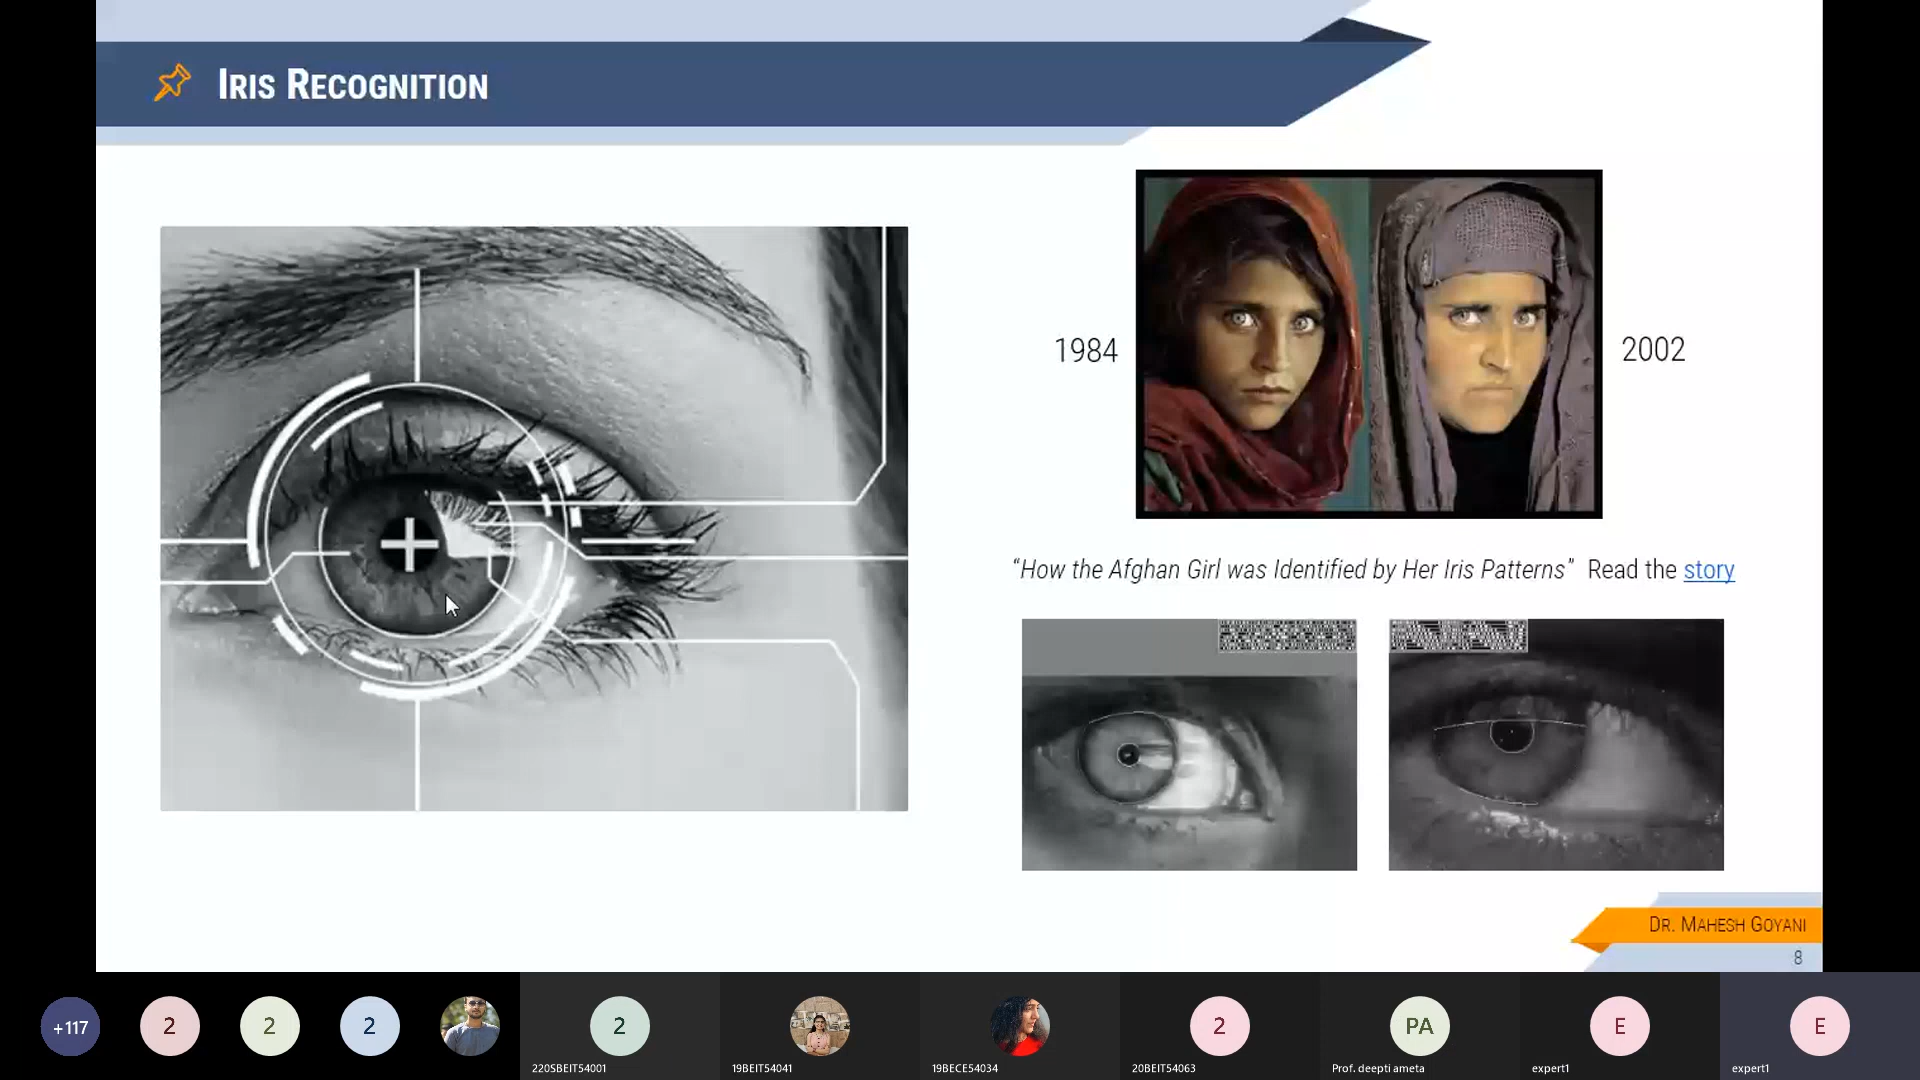 IRIS RECOGNITION
1984
2002
“How the Afghan Girl was Identified by Her Iris Patterns” Read the story
DR. MAHESH GOYANI
8
+117
2
2
2
2
2
PA
E
E
220SBEIT54001
19BEIT54041
19BECE54034
20BEIT54063
Prof. deepti ameta
expert1
expert1